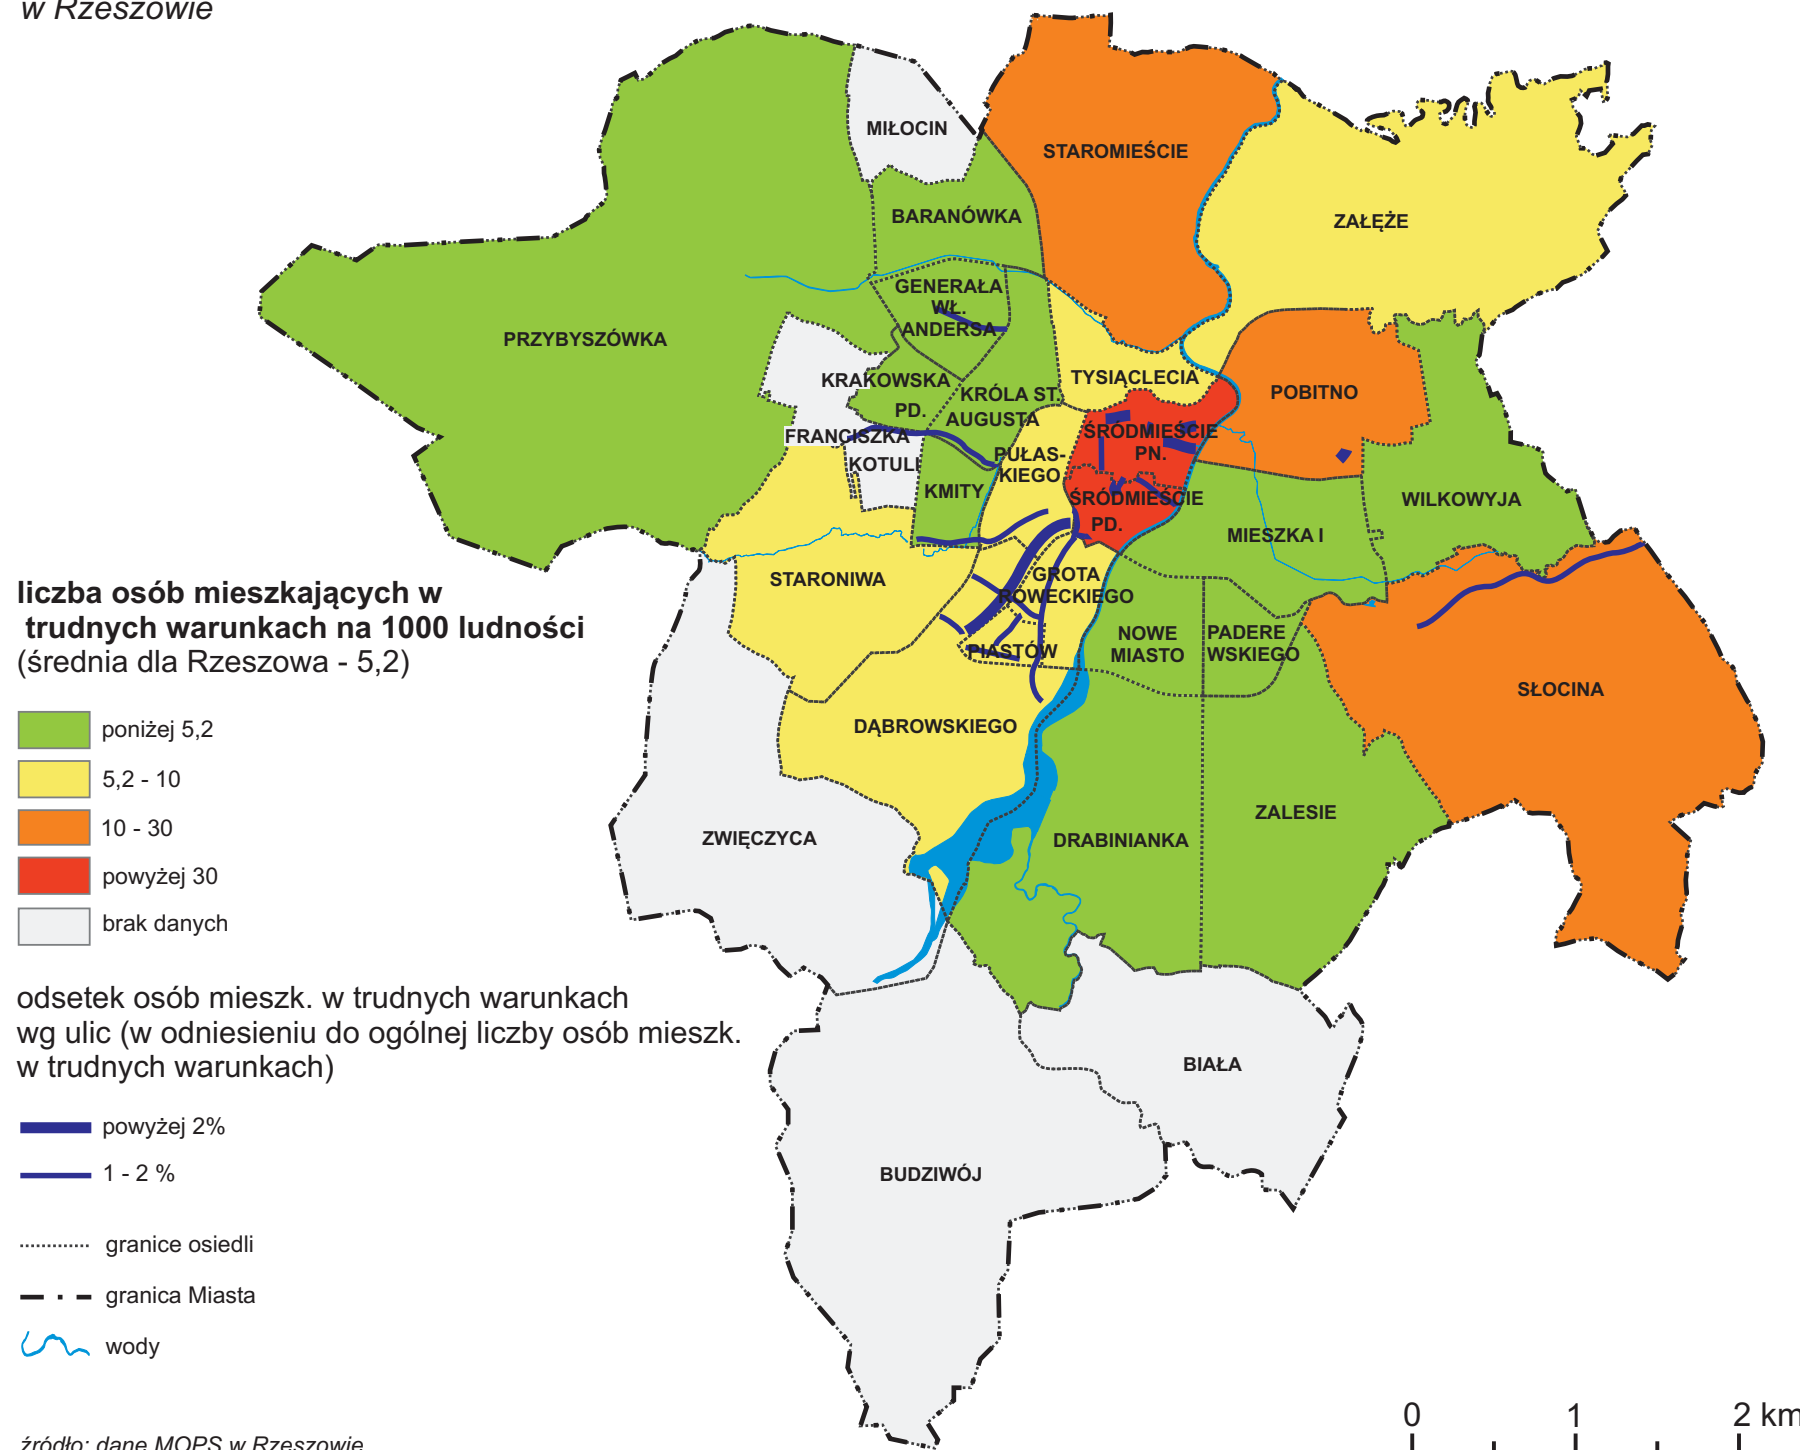 w Rzeszowie
MIŁOCIN
STAROMIEŚCIE
BARANÓWKA
ZAŁĘŻE
GENERAŁA
WŁ.
ANDERSA
PRZYBYSZÓWKA
KRAKOWSKA
PD.
KRÓLA ST.
AUGUSTA
TYSIĄCLECIA
POBITNO
FRANCISZKA
KOTULI
PUŁAS-
KIEGO
ŚRÓDMIEŚCIE
PN.
KMITY
ŚRÓDMIEŚCIE
PD.
WILKOWYJA
MIESZKA I
STARONIWA
GROTA
ROWECKIEGO
NOWE
MIASTO
PADERE
WSKIEGO
PIASTÓW
SŁOCINA
DĄBROWSKIEGO
ZWIĘCZYCA
DRABINIANKA
ZALESIE
BIAŁA
BUDZIWÓJ
liczba osób mieszkających w
trudnych warunkach na 1000 ludności
(średnia dla Rzeszowa - 5,2)
poniżej 5,2
5,2 - 10
10 - 30
powyżej 30
brak danych
odsetek osób mieszk. w trudnych warunkach
wg ulic (w odniesieniu do ogólnej liczby osób mieszk.
w trudnych warunkach)
powyżej 2%
1 - 2 %
granice osiedli
granica Miasta
wody
źródło: dane MOPS w Rzeszowie
0 1 2 km